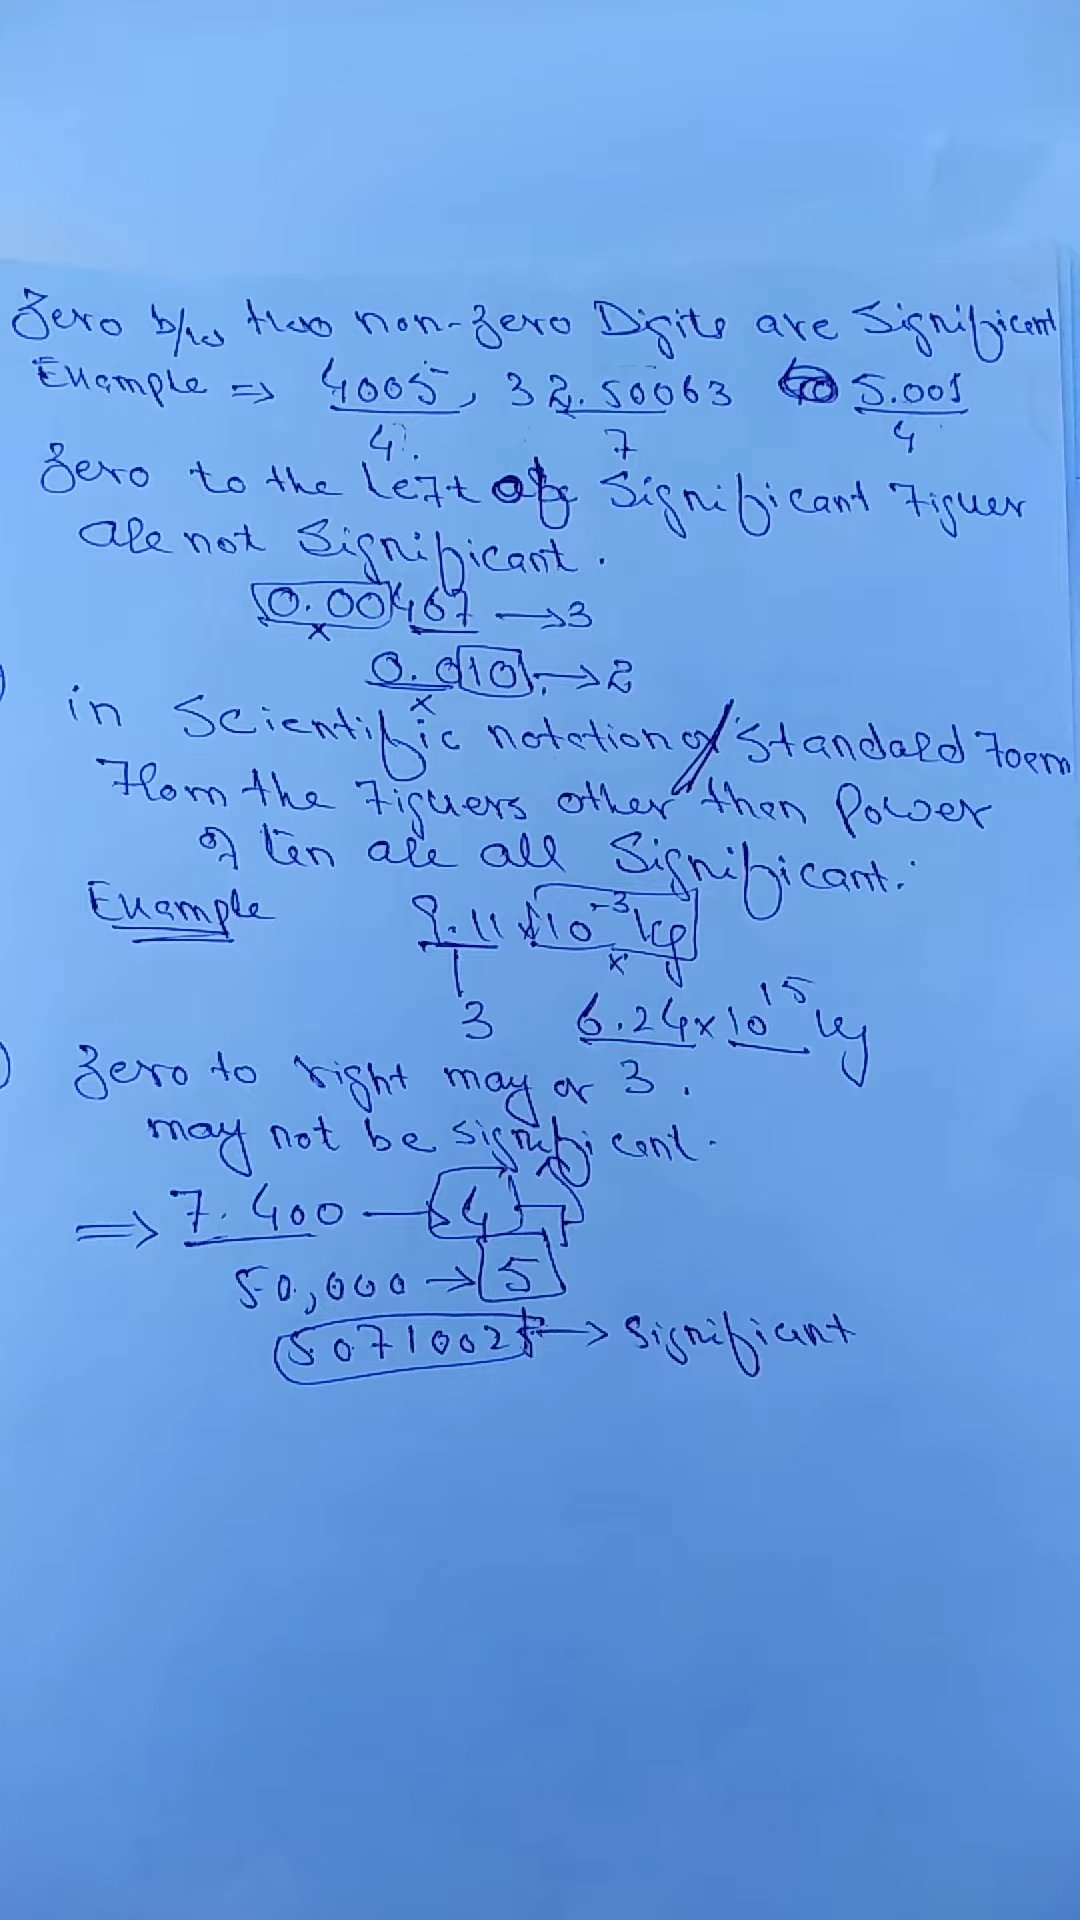 Zero b/w two non-zero Digits are Significant
Example ⇒ 4005, 32.50063 5.001
4 7 4
Zero to the left of Significant Figuer
are not Significant.
0.00467 → 3
x
0.010 → 2
x
in Scientific notation or Standard Form
From the Figuers other than Power
of ten are all Significant.
Example 9.11 x 10⁻³ kg
x
3 6.24 x 10¹⁵ kg
Zero to right may or 3.
may not be significant.
⇒ 7.400 → 4
50,000 → 5
5071002 → Significant